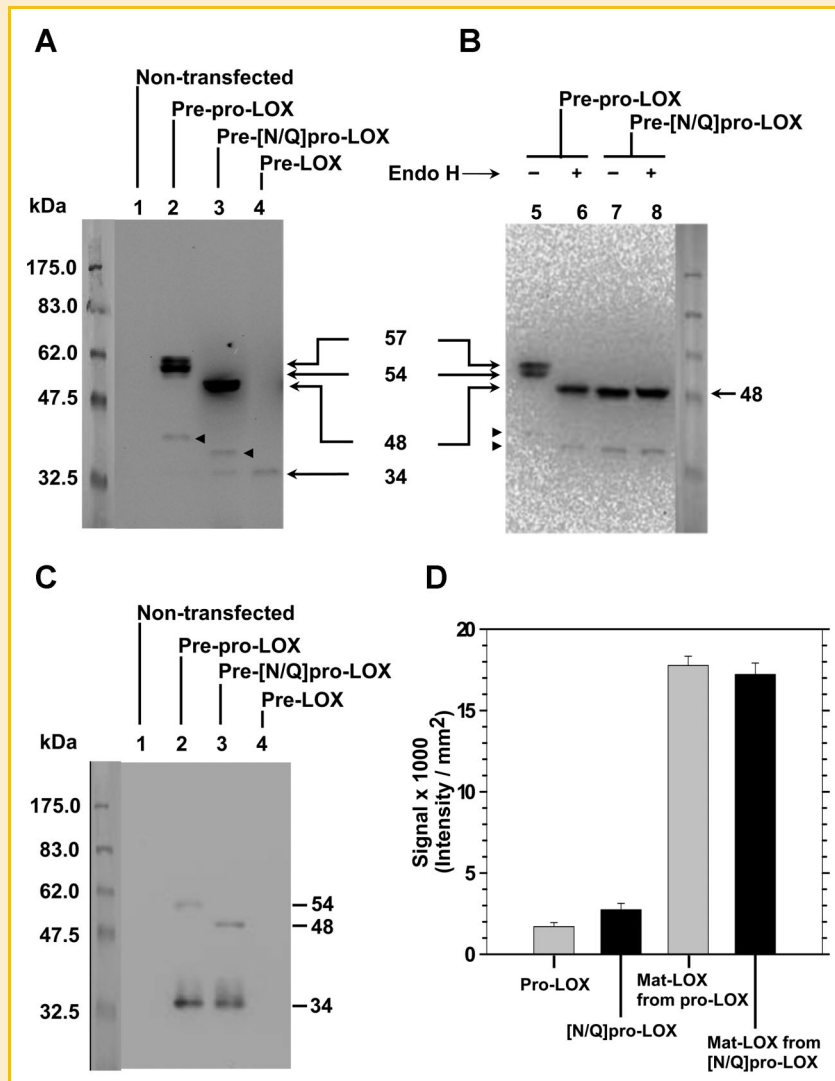 A
Non-transfected
Pre-pro-LOX
Pre-[N/Q]pro-LOX
Pre-LOX
kDa
1 2 3 4
175.0
83.0
62.0
47.5
32.5
57
54
48
34
B
Pre-pro-LOX
Pre-[N/Q]pro-LOX
Endo H
− + − +
5 6 7 8
48
C
Non-transfected
Pre-pro-LOX
Pre-[N/Q]pro-LOX
Pre-LOX
kDa
1 2 3 4
175.0
83.0
62.0
47.5
32.5
54
48
34
D
Signal x 1000
(Intensity / mm2)
20
15
10
5
0
Pro-LOX
[N/Q]pro-LOX
Mat-LOX
from pro-LOX
Mat-LOX from
[N/Q]pro-LOX